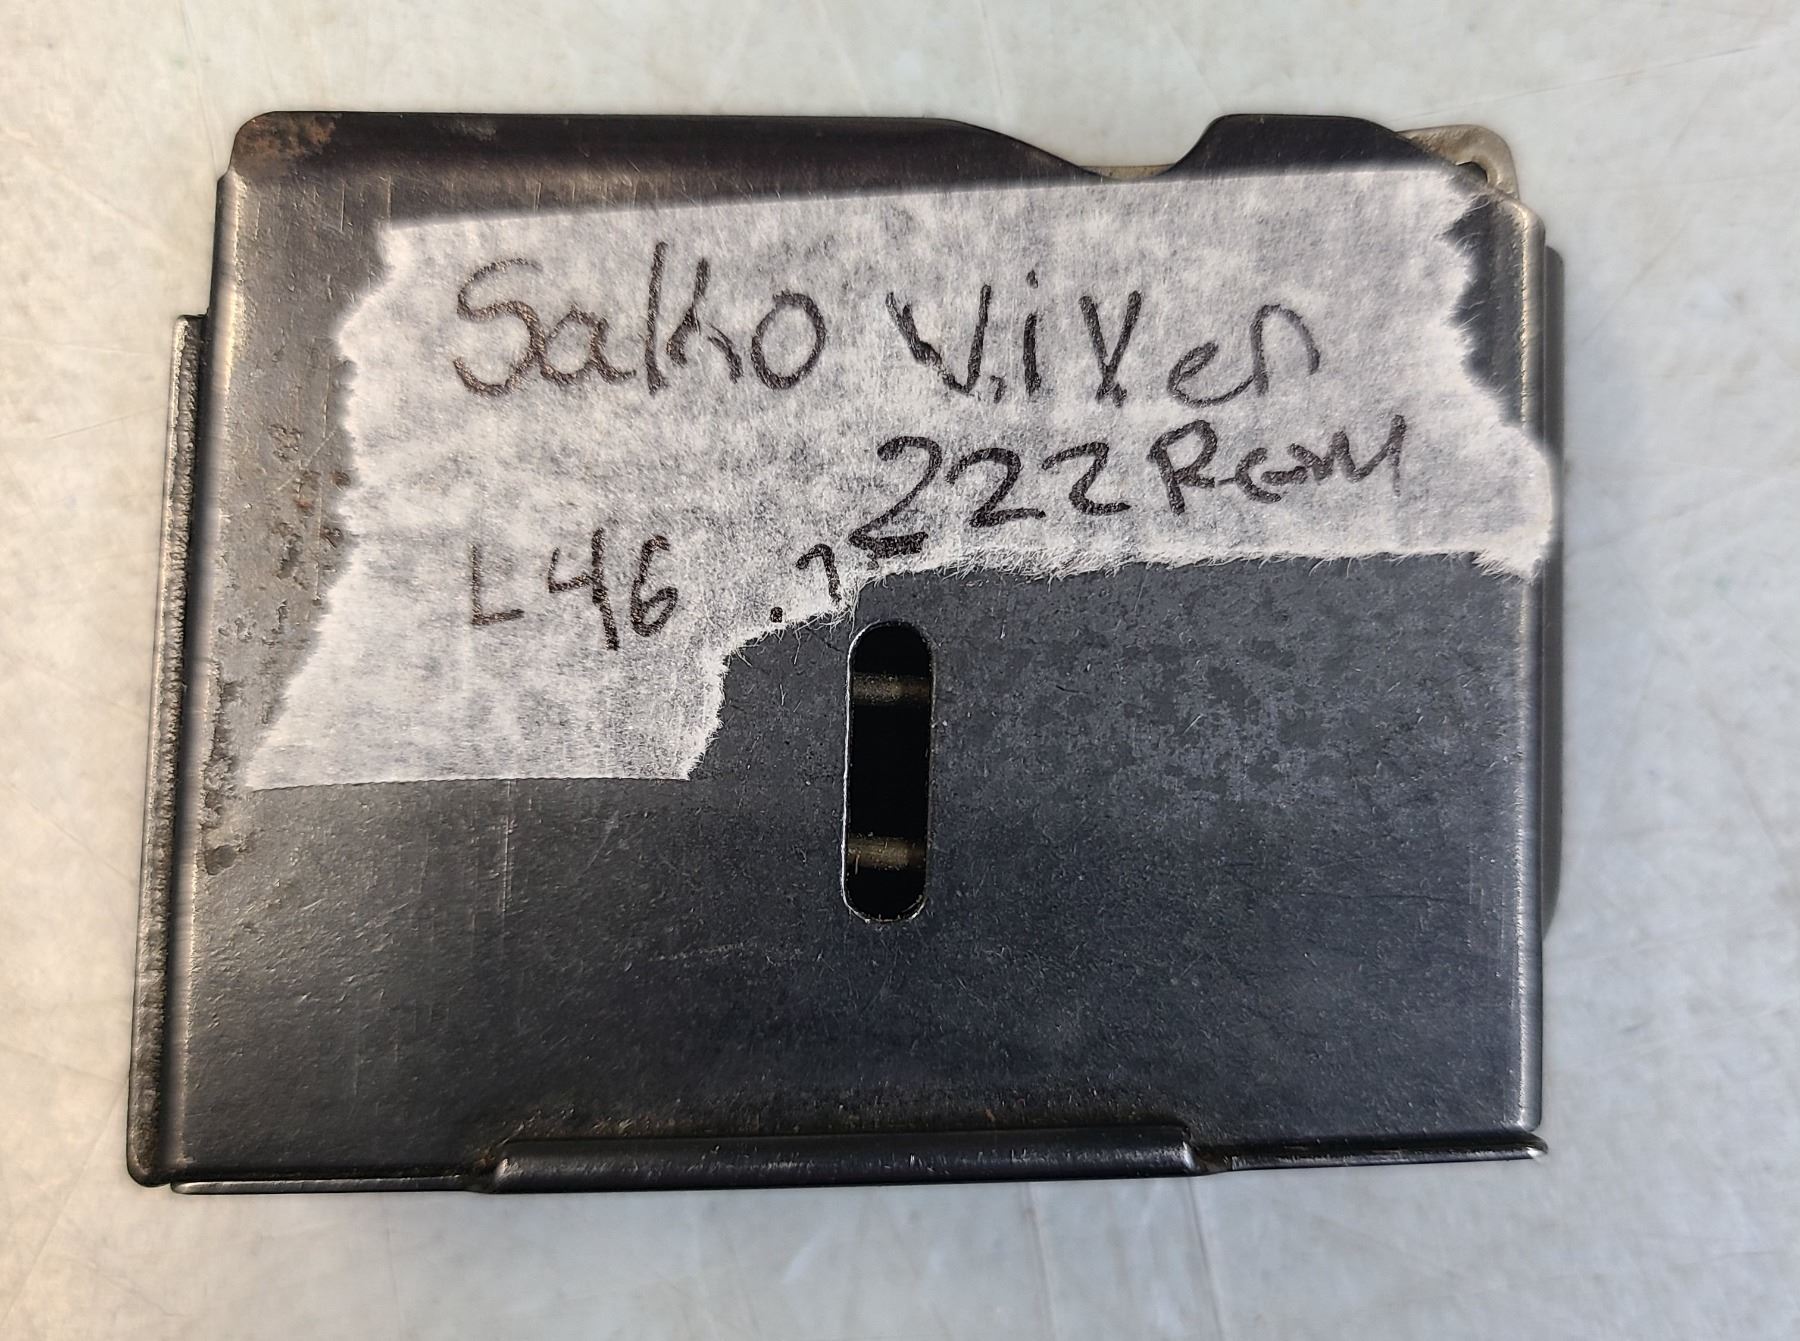 Sako Vixen
222 Rem
L46 .?